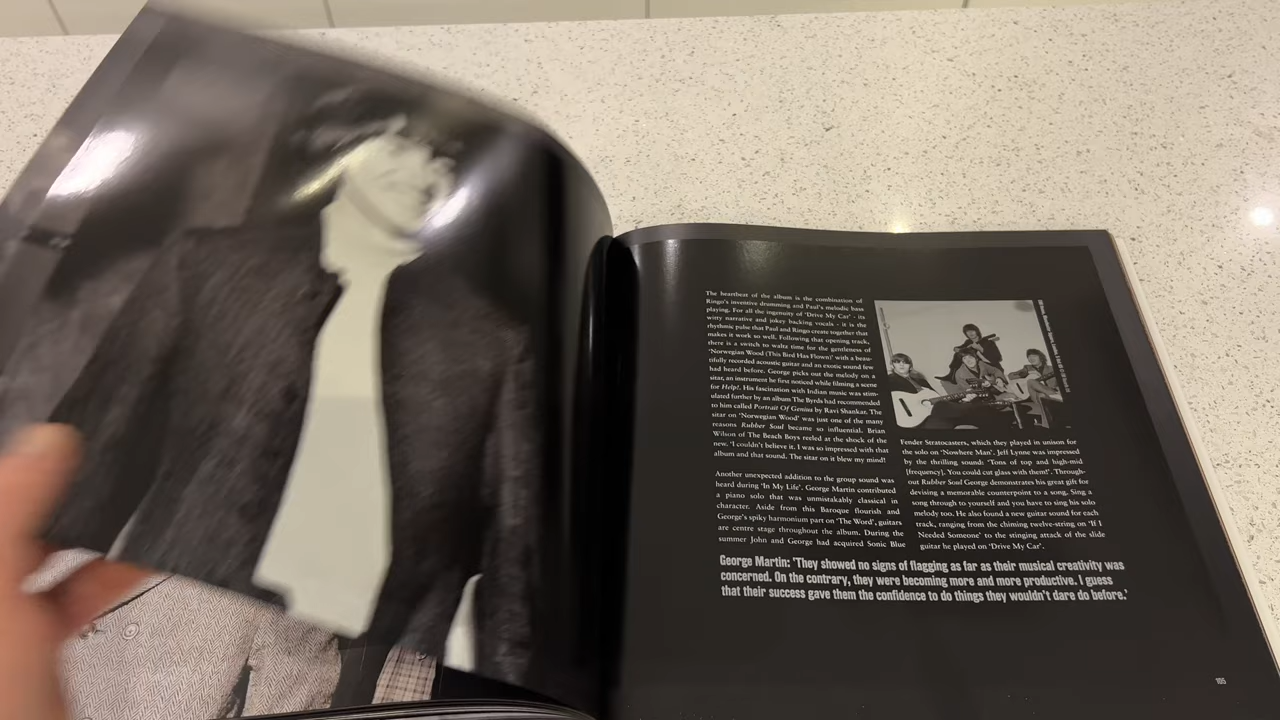 The heartbeat of the album is the combination of
Ringo's inventive drumming and Paul's melodic bass
playing. For all the ingenuity of 'Drive My Car' - its
witty narrative and jokey backing vocals - it is the
rhythmic pulse that Paul and Ringo create together that
makes it work so well. Following that opening track,
there is a switch to waltz time for the gentleness of
'Norwegian Wood (This Bird Has Flown)' with a beau-
tifully recorded acoustic guitar and an exotic sound few
had heard before. George picks out the melody on a
sitar, an instrument he first noticed while filming a scene
for Help!. His fascination with Indian music was stim-
ulated further by an album The Byrds had recommended
to him called Portrait Of Genius by Ravi Shankar. The
sitar on 'Norwegian Wood' was just one of the many
reasons Rubber Soul became so influential. Brian
Wilson of The Beach Boys reeled at the shock of the
new. 'I couldn't believe it. I was so impressed with that
album and that sound. The sitar on it blew my mind!
Another unexpected addition to the group sound was
heard during 'In My Life'. George Martin contributed
a piano solo that was unmistakably classical in
character. Aside from this Baroque flourish and
George's spiky harmonium part on 'The Word', guitars
are centre stage throughout the album. During the
summer John and George had acquired Sonic Blue
Fender Stratocasters, which they played in unison for
the solo on 'Nowhere Man'. Jeff Lynne was impressed
by the thrilling sound: 'Tons of top and high-mid
[frequency]. You could cut glass with them!'. Through-
out Rubber Soul George demonstrates his great gift for
devising a memorable counterpoint to a song. Sing a
song through to yourself and you have to sing his solo
melody too. He also found a new guitar sound for each
track, ranging from the chiming twelve-string on 'If I
Needed Someone' to the stinging attack of the slide
guitar he played on 'Drive My Car'.
George Martin: 'They showed no signs of flagging as far as their musical creativity was
concerned. On the contrary, they were becoming more and more productive. I guess
that their success gave them the confidence to do things they wouldn't dare do before.'
105